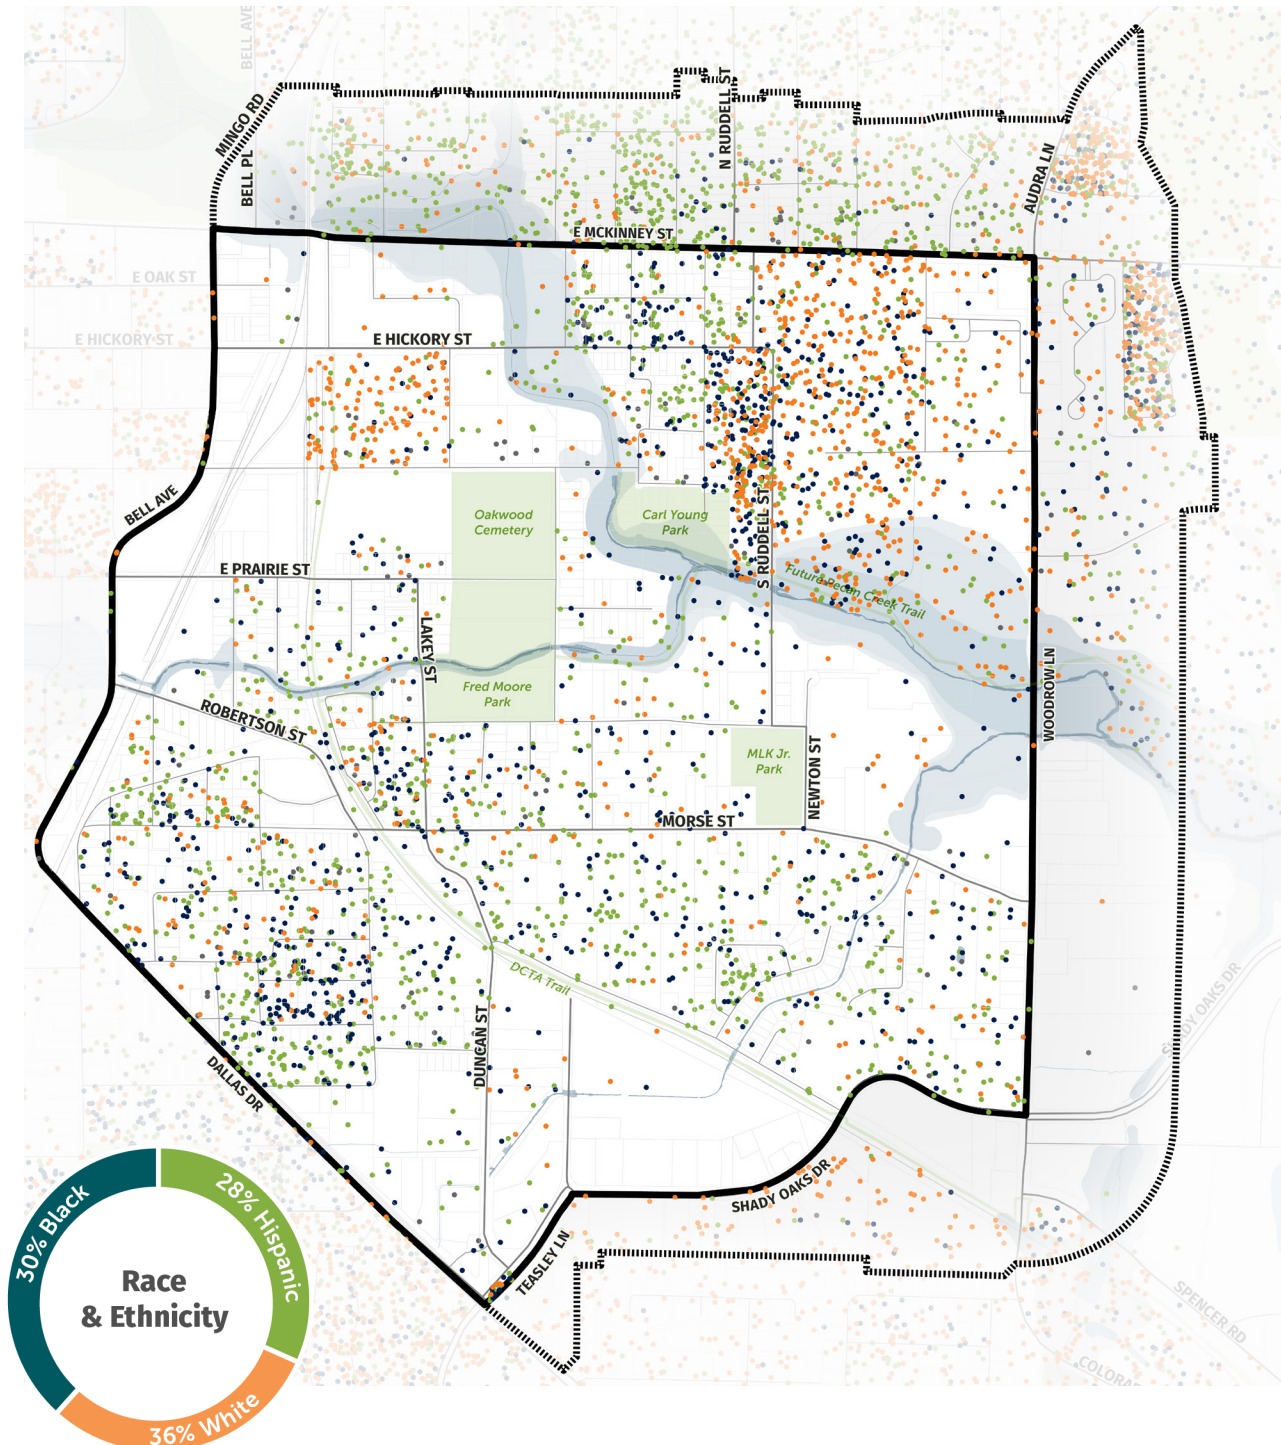 BELL AVE
MINGO RD
BELL PL
N RUDDELL ST
AUDRA LN
E MCKINNEY ST
E OAK ST
E HICKORY ST
E HICKORY ST
BELL AVE
Oakwood
Cemetery
Carl Young
Park
S RUDDELL ST
E PRAIRIE ST
Future Pecan Creek Trail
LAKEY ST
WOODROW LN
Fred Moore
Park
ROBERTSON ST
MLK Jr.
Park
NEWTON ST
MORSE ST
DCTA Trail
SHADY OAKS DR
DUNCAN ST
DALLAS DR
SHADY OAKS DR
TEASLEY LN
SPENCER RD
30% Black
28% Hispanic
Race
& Ethnicity
36% White